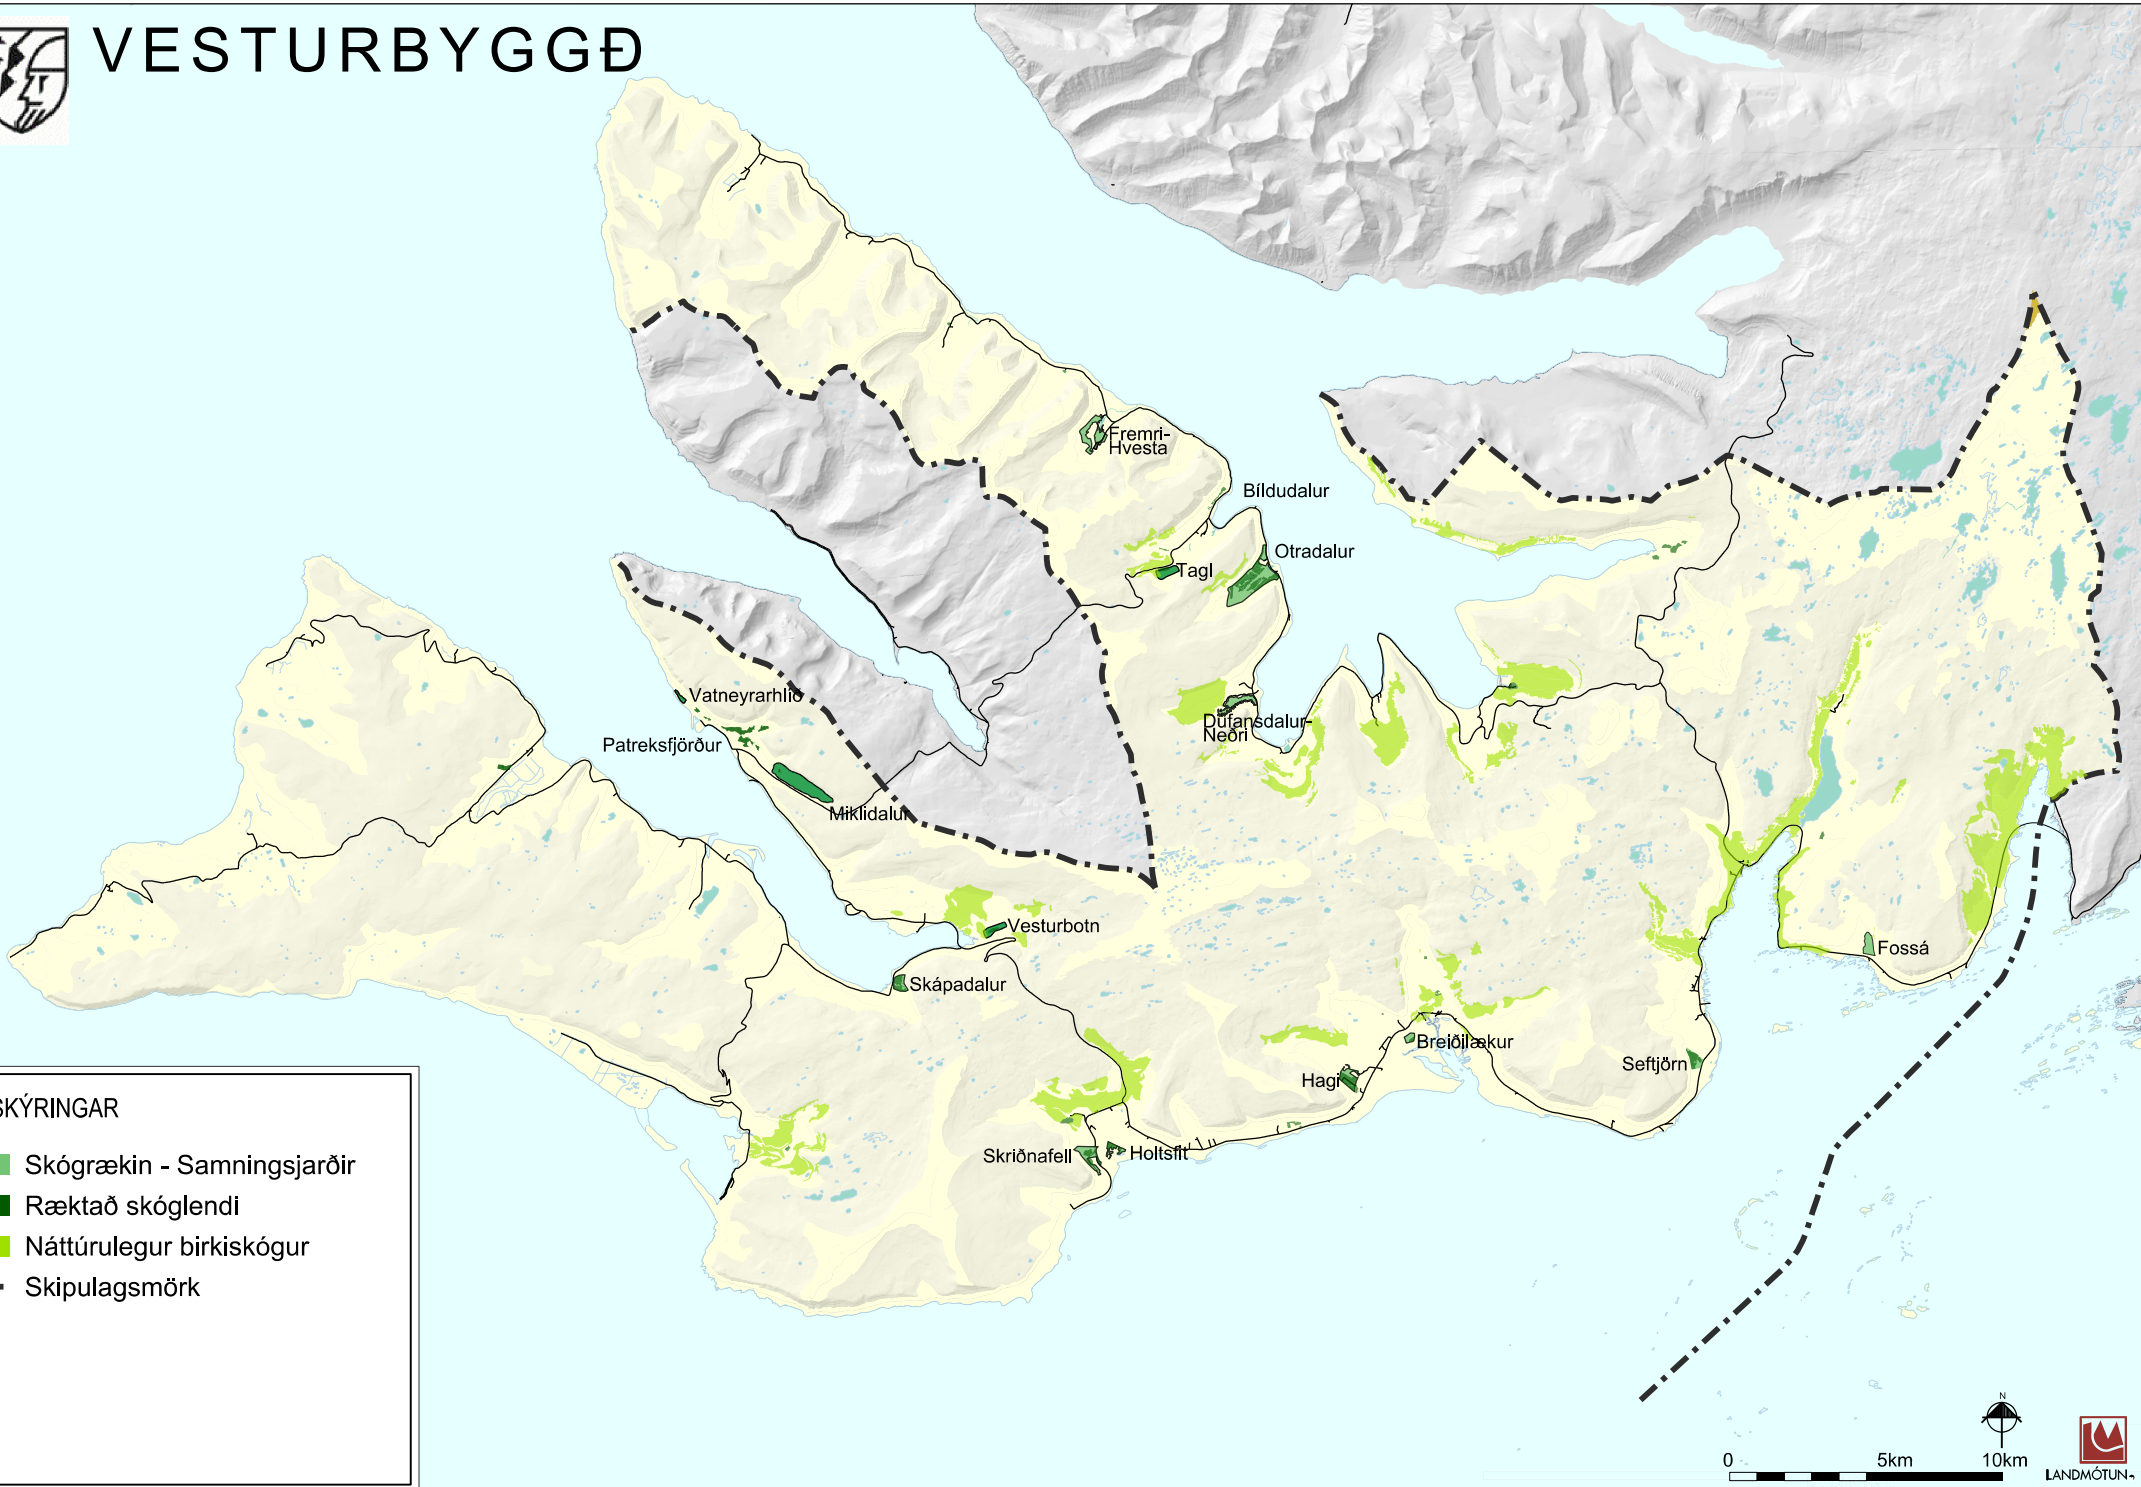 VESTURBYGGÐ
Fremri-
Hvesta
Bíldudalur
Otradalur
Tagl
Vatneyrarhlíð
Dufansdalur-
Neðri
Patreksfjörður
Miklidalur
Vesturbotn
Fossá
Skápadalur
Breiðilækur
Seftjörn
Hagi
Skriðnafell
Holtsfit
SKÝRINGAR
Skógrækin - Samningsjarðir
Ræktað skóglendi
Náttúrulegur birkiskógur
Skipulagsmörk
N
0 5km 10km
LANDMÓTUN